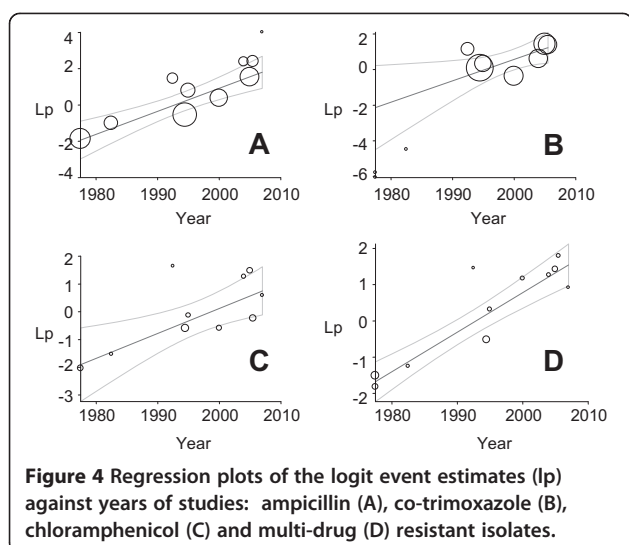 4
2
0
-2
-4
Lp
A
1980 1990 2000 2010
Year
2
0
-2
-4
-6
Lp
B
1980 1990 2000 2010
Year
2
1
0
-1
-2
-3
Lp
C
1980 1990 2000 2010
Year
2
1
0
-1
-2
Lp
D
1980 1990 2000 2010
Year
Figure 4 Regression plots of the logit event estimates (lp)
against years of studies: ampicillin (A), co-trimoxazole (B),
chloramphenicol (C) and multi-drug (D) resistant isolates.